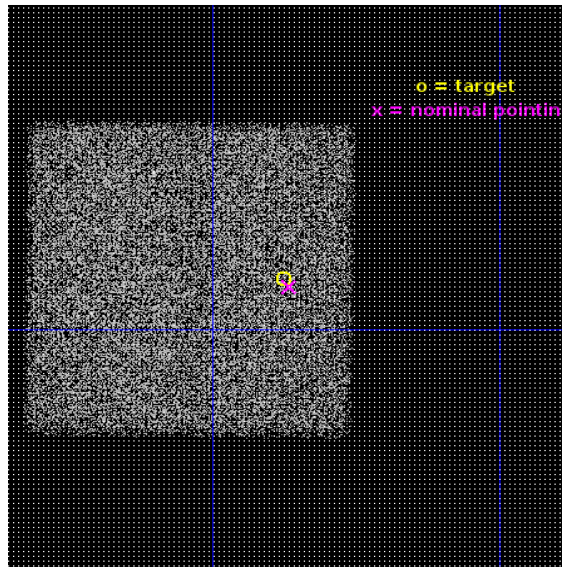 o = target
x = nominal pointin